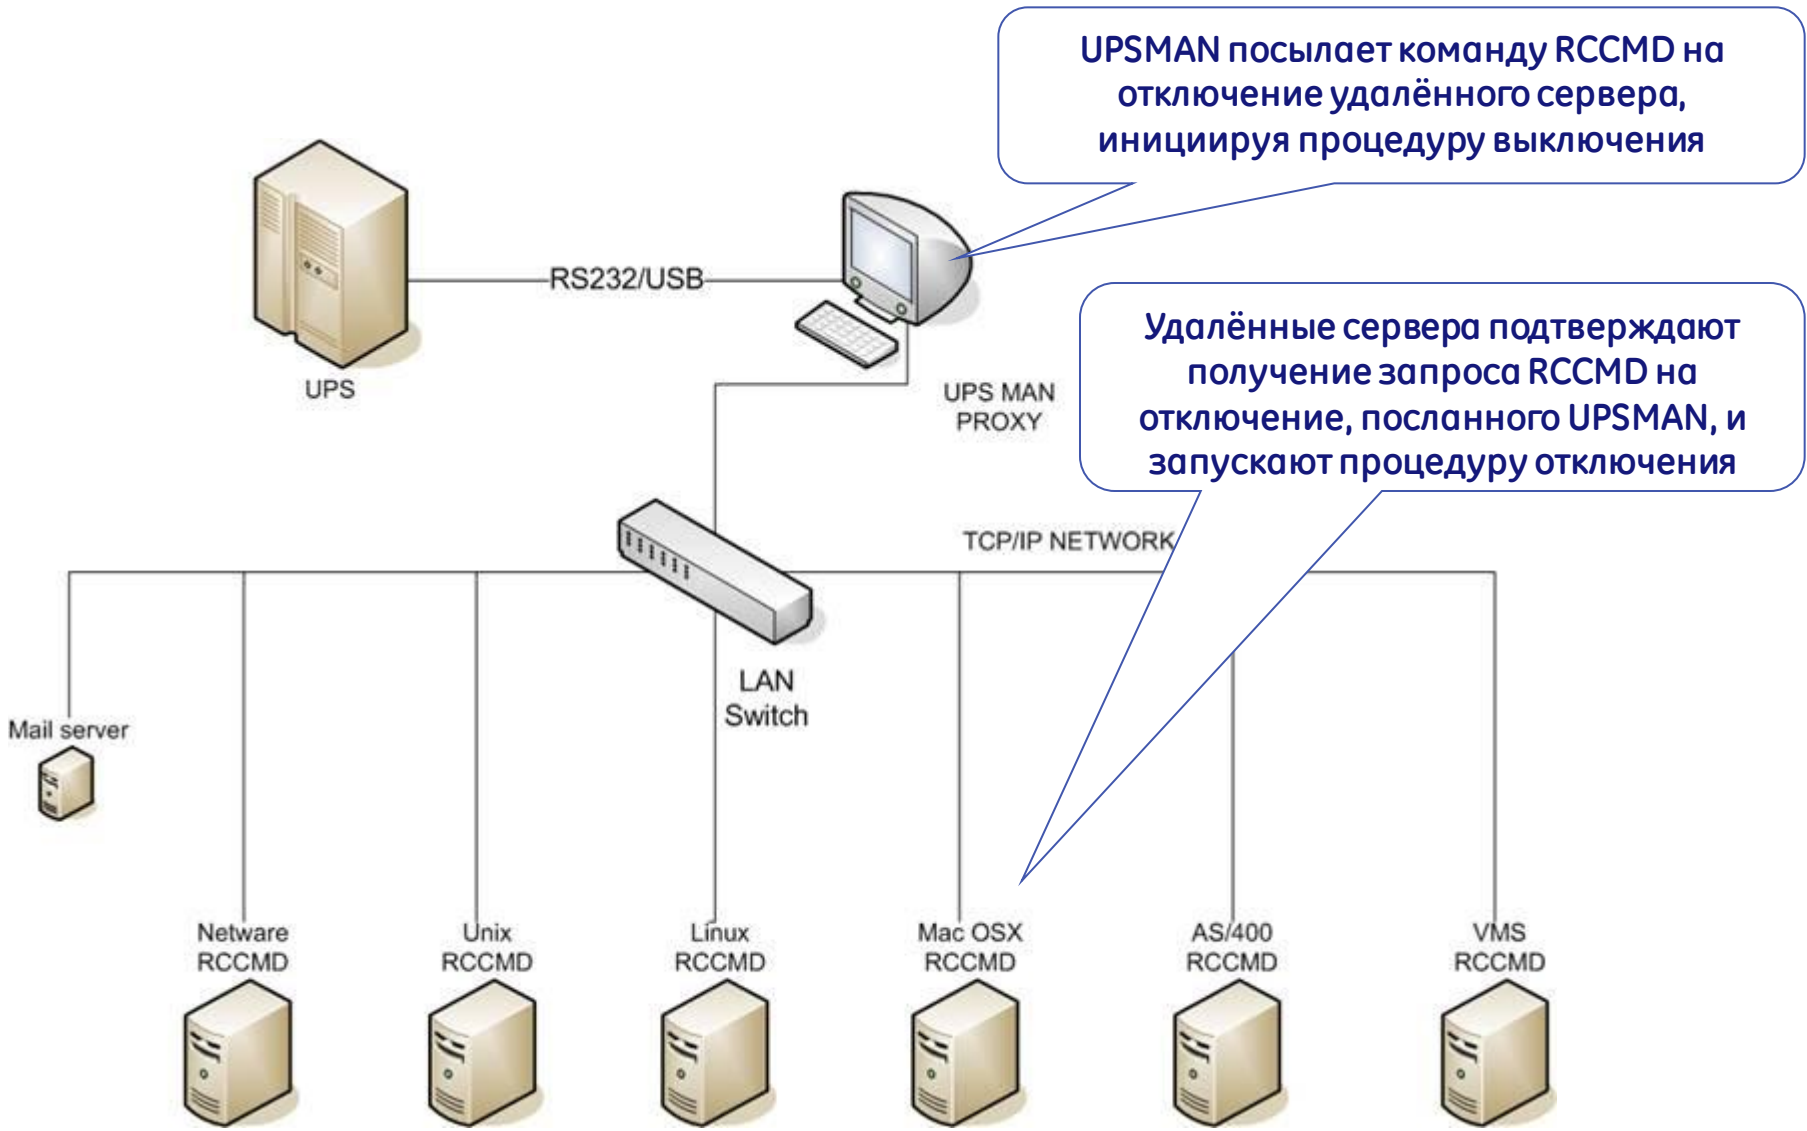 UPSMAN посылает команду RCCMD на
отключение удалённого сервера,
инициируя процедуру выключения
RS232/USB
UPS
UPS MAN
PROXY
Удалённые сервера подтверждают
получение запроса RCCMD на
отключение, посланного UPSMAN, и
запускают процедуру отключения
TCP/IP NETWORK
LAN
Switch
Mail server
Netware
RCCMD
Unix
RCCMD
Linux
RCCMD
Mac OSX
RCCMD
AS/400
RCCMD
VMS
RCCMD